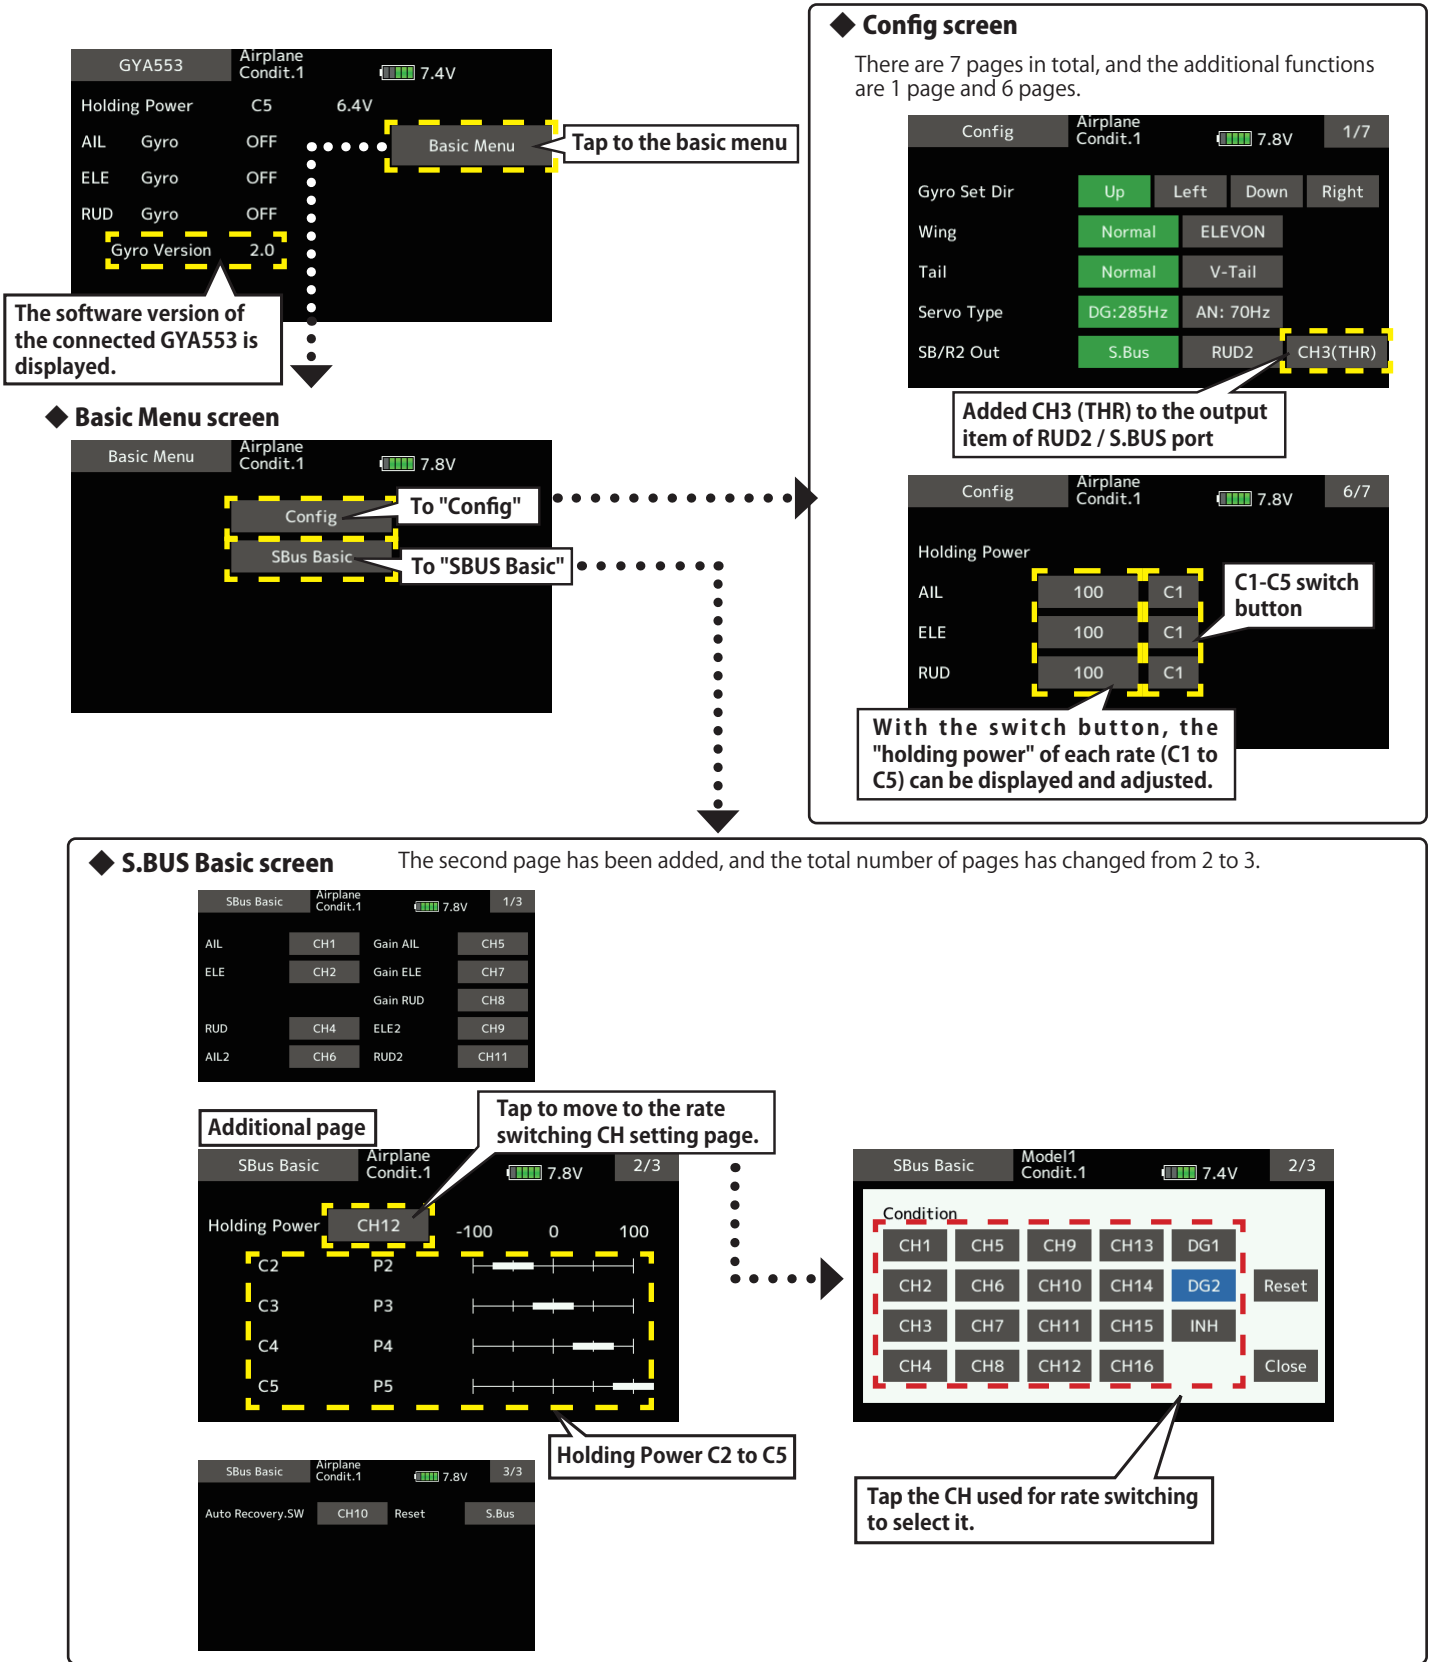 GYA553 Airplane
Condit.1 7.4V
Holding Power C5 6.4V
AIL Gyro OFF
ELE Gyro OFF
RUD Gyro OFF
Gyro Version 2.0
Basic Menu
Tap to the basic menu
The software version of
the connected GYA553 is
displayed.
◆ Basic Menu screen
Basic Menu Airplane
Condit.1 7.8V
Config
SBus Basic
To "Config"
To "SBUS Basic"
◆ Config screen
There are 7 pages in total, and the additional functions
are 1 page and 6 pages.
Config Airplane
Condit.1 7.8V 1/7
Gyro Set Dir Up Left Down Right
Wing Normal ELEVON
Tail Normal V-Tail
Servo Type DG:285Hz AN: 70Hz
SB/R2 Out S.Bus RUD2 CH3(THR)
Added CH3 (THR) to the output
item of RUD2 / S.BUS port
Config Airplane
Condit.1 7.8V 6/7
Holding Power
AIL 100 C1
ELE 100 C1
RUD 100 C1
C1-C5 switch
button
With the switch button, the
"holding power" of each rate (C1 to
C5) can be displayed and adjusted.
◆ S.BUS Basic screen
The second page has been added, and the total number of pages has changed from 2 to 3.
SBus Basic Airplane
Condit.1 7.8V 1/3
AIL CH1 Gain AIL CH5
ELE CH2 Gain ELE CH7
Gain RUD CH8
RUD CH4 ELE2 CH9
AIL2 CH6 RUD2 CH11
Additional page
Tap to move to the rate
switching CH setting page.
SBus Basic Airplane
Condit.1 7.8V 2/3
Holding Power CH12 -100 0 100
C2 P2
C3 P3
C4 P4
C5 P5
Holding Power C2 to C5
SBus Basic Model1
Condit.1 7.4V 2/3
Condition
CH1 CH5 CH9 CH13 DG1
CH2 CH6 CH10 CH14 DG2 Reset
CH3 CH7 CH11 CH15 INH
CH4 CH8 CH12 CH16 Close
Tap the CH used for rate switching
to select it.
SBus Basic Airplane
Condit.1 7.8V 3/3
Auto Recovery.SW CH10 Reset S.Bus